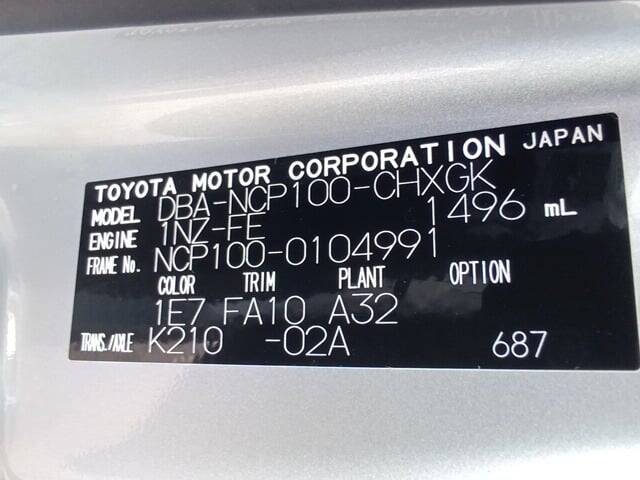 TOYOTA MOTOR CORPORATION JAPAN
MODEL DBA-NCP100-CHXGK
ENGINE 1NZ-FE 1496 mL
FRAME No. NCP100-0104991
COLOR TRIM PLANT OPTION
1E7 FA10 A32
TRANS./AXLE K210 -02A 687